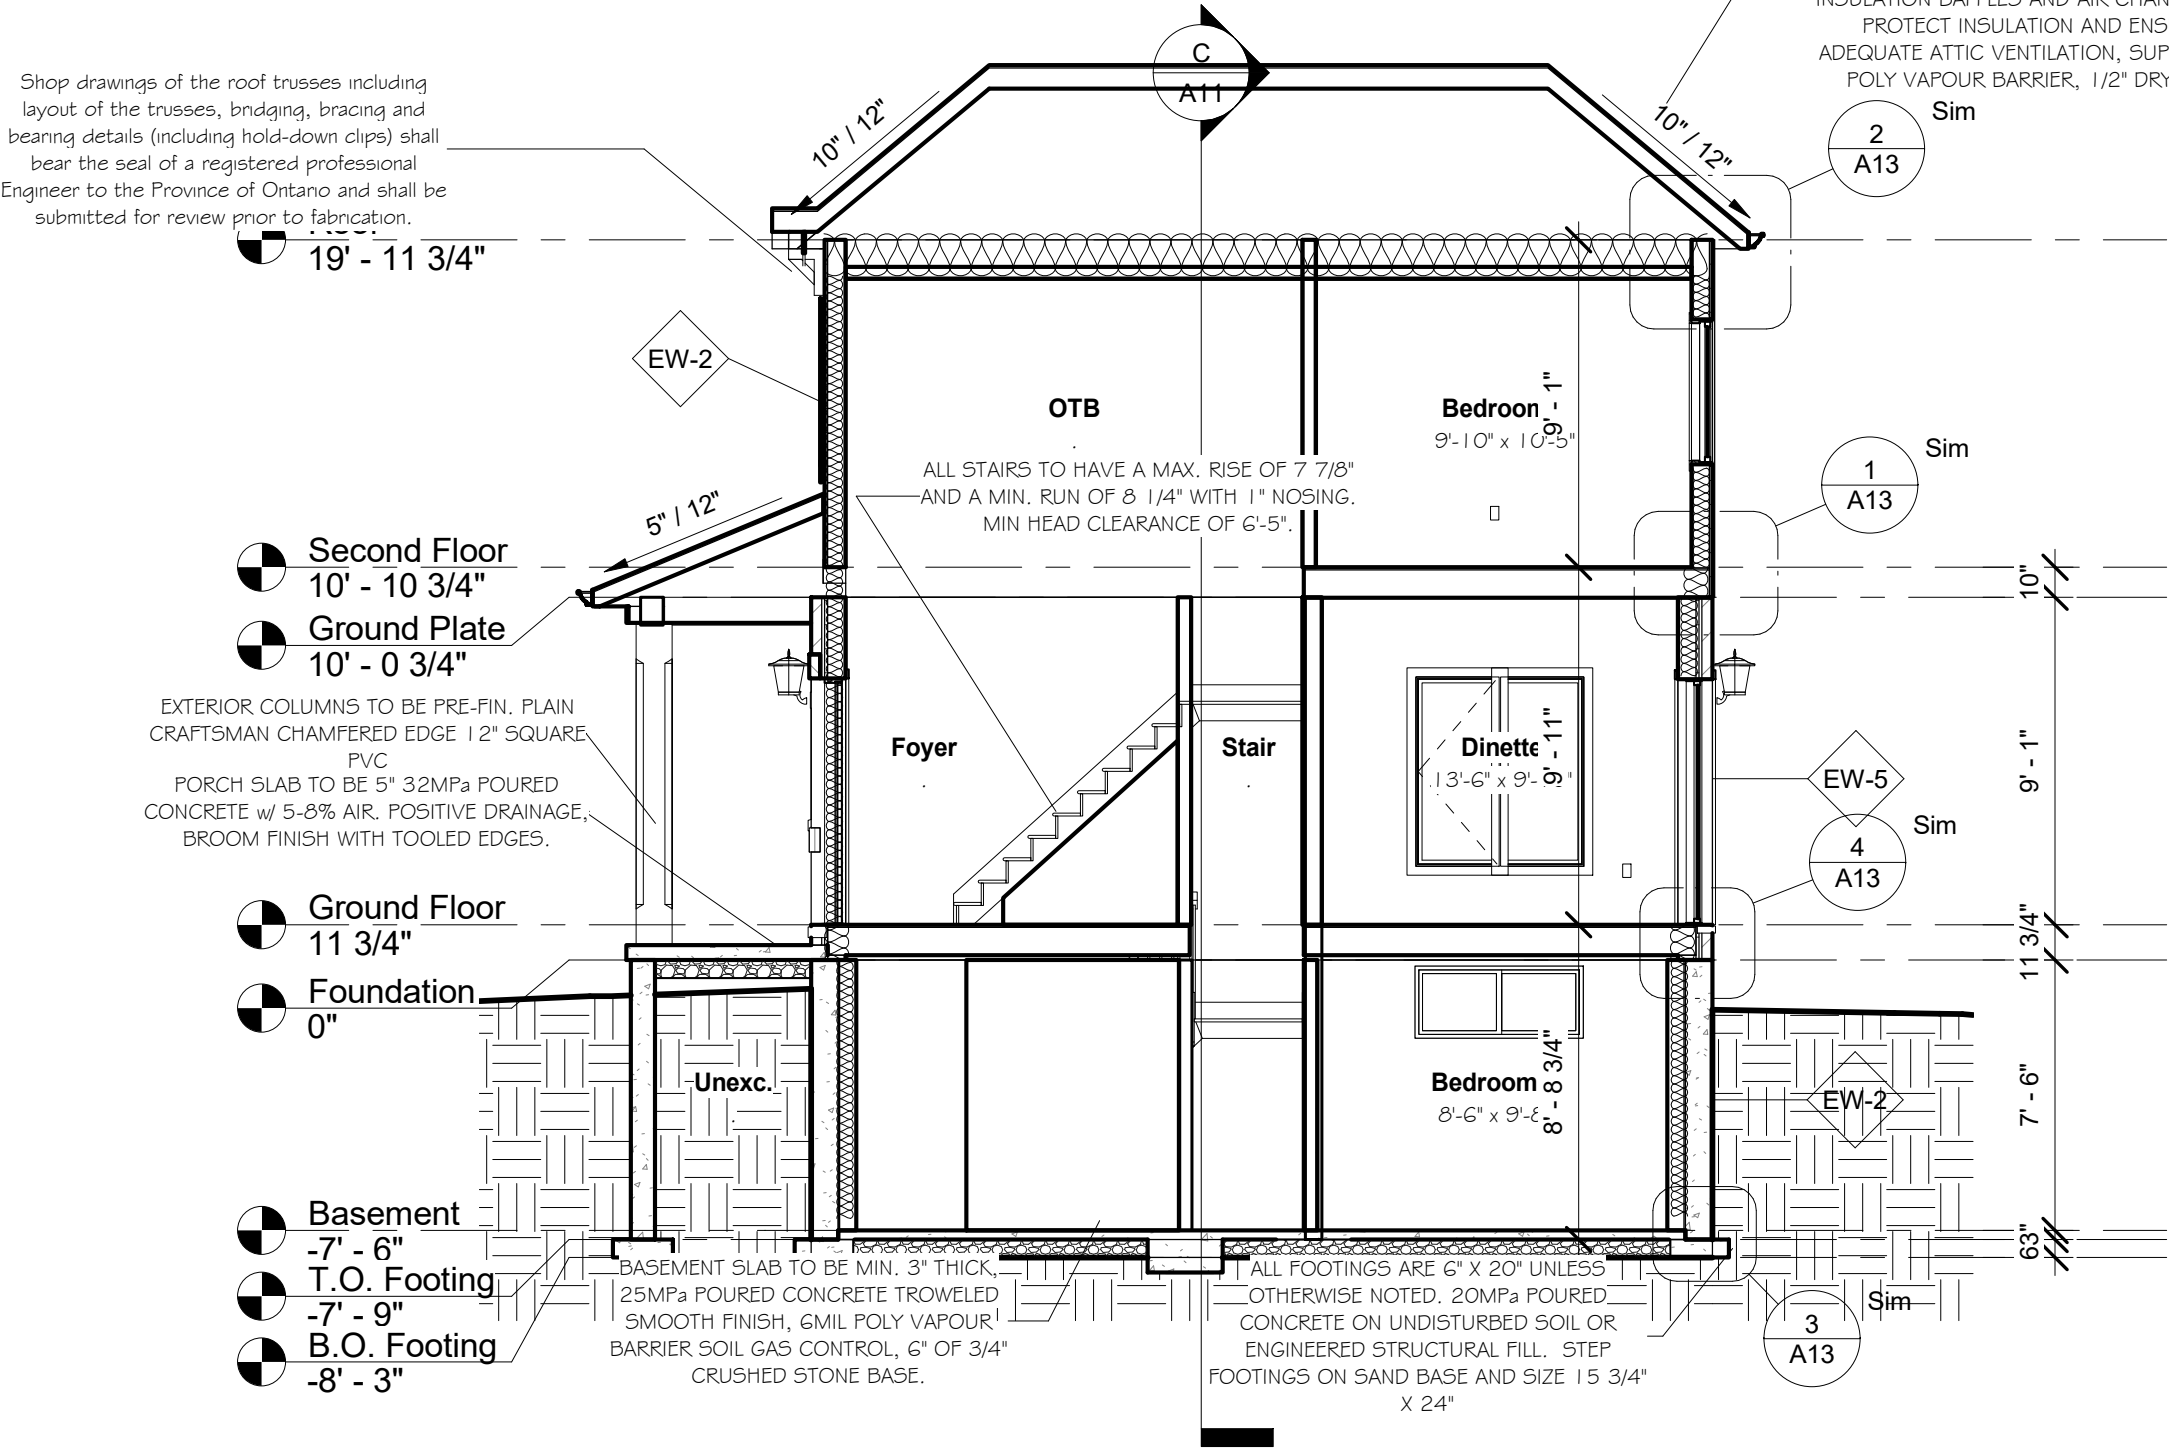 INSULATION BAFFLES AND AIR
PROTECT INSULATION AND ENS
ADEQUATE ATTIC VENTILATION, SUP
POLY VAPOUR BARRIER, 1/2" DRY
C
A11
10" / 12"
10" / 12"
Shop drawings of the roof trusses including
layout of the trusses, bridging, bracing and
bearing details (including hold-down clips) shall
bear the seal of a registered professional
Engineer to the Province of Ontario and shall be
submitted for review prior to fabrication.
2
A13
Sim
Roof
19' - 11 3/4"
EW-2
OTB
.
Bedroom
9'-10" x 10'-5"
9' - 1"
ALL STAIRS TO HAVE A MAX. RISE OF 7 7/8"
AND A MIN. RUN OF 8 1/4" WITH 1" NOSING.
MIN HEAD CLEARANCE OF 6'-5".
1
A13
Sim
5" / 12"
Second Floor
10' - 10 3/4"
10"
Ground Plate
10' - 0 3/4"
EXTERIOR COLUMNS TO BE PRE-FIN. PLAIN
CRAFTSMAN CHAMFERED EDGE 12" SQUARE
PVC
PORCH SLAB TO BE 5" 32MPa POURED
CONCRETE w/ 5-8% AIR. POSITIVE DRAINAGE,
BROOM FINISH WITH TOOLED EDGES.
Foyer
.
Stair
.
Dinette
13'-6" x 9'-
9' - 11"
EW-5
9' - 1"
4
A13
Sim
Ground Floor
11 3/4"
11 3/4"
Foundation
0"
Unexc.
.
Bedroom
8'-6" x 9'-8
8' - 8 3/4"
EW-2
7' - 6"
Basement
-7' - 6"
T.O. Footing
-7' - 9"
B.O. Footing
-8' - 3"
BASEMENT SLAB TO BE MIN. 3" THICK,
25MPa POURED CONCRETE TROWELED
SMOOTH FINISH, 6MIL POLY VAPOUR
BARRIER SOIL GAS CONTROL, 6" OF 3/4"
CRUSHED STONE BASE.
ALL FOOTINGS ARE 6" X 20" UNLESS
OTHERWISE NOTED. 20MPa POURED
CONCRETE ON UNDISTURBED SOIL OR
ENGINEERED STRUCTURAL FILL. STEP
FOOTINGS ON SAND BASE AND SIZE 15 3/4"
X 24"
63"
3
A13
Sim